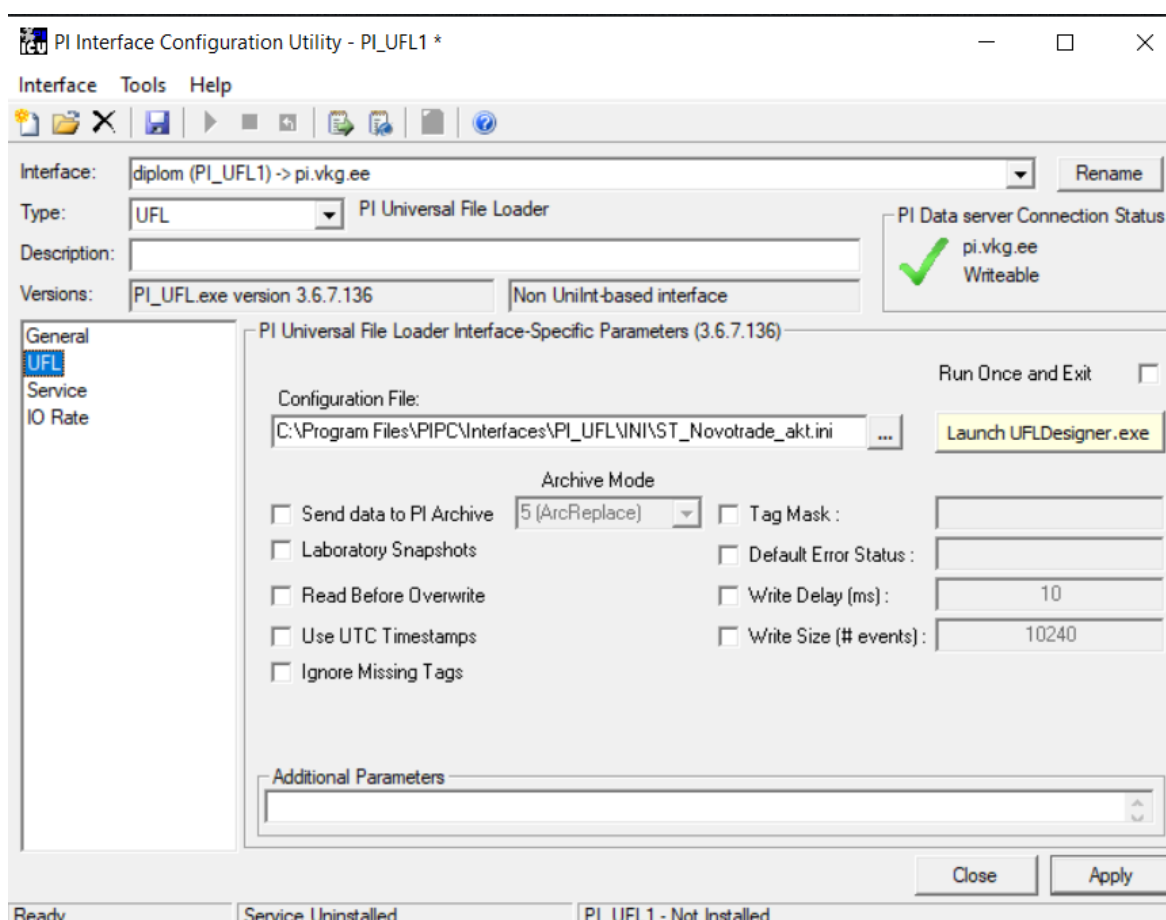 PI Interface Configuration Utility - PI_UFL1 *
Interface Tools Help
Interface: diplom (PI_UFL1) -> pi.vkg.ee Rename
Type: UFL PI Universal File Loader
PI Data server Connection Status
pi.vkg.ee
Writeable
Description:
Versions: PI_UFL.exe version 3.6.7.136 Non UniInt-based interface
General
UFL
Service
IO Rate
PI Universal File Loader Interface-Specific Parameters (3.6.7.136)
Run Once and Exit
Configuration File:
C:\Program Files\PIPC\Interfaces\PI_UFL\INI\ST_Novotrade_akt.ini ... Launch UFLDesigner.exe
Archive Mode
Send data to PI Archive 5 (ArcReplace) Tag Mask :
Laboratory Snapshots Default Error Status :
Read Before Overwrite Write Delay (ms) : 10
Use UTC Timestamps Write Size (# events) : 10240
Ignore Missing Tags
Additional Parameters
Close Apply
Ready Service Uninstalled PI_UFL1 - Not Installed